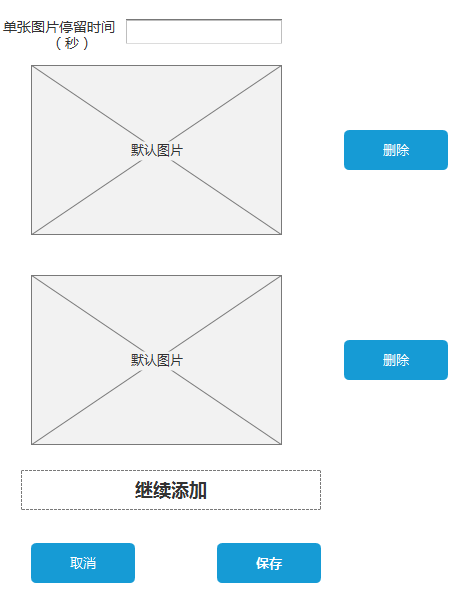 单张图片停留时间
（秒）
默认图片
删除
默认图片
删除
继续添加
取消
保存